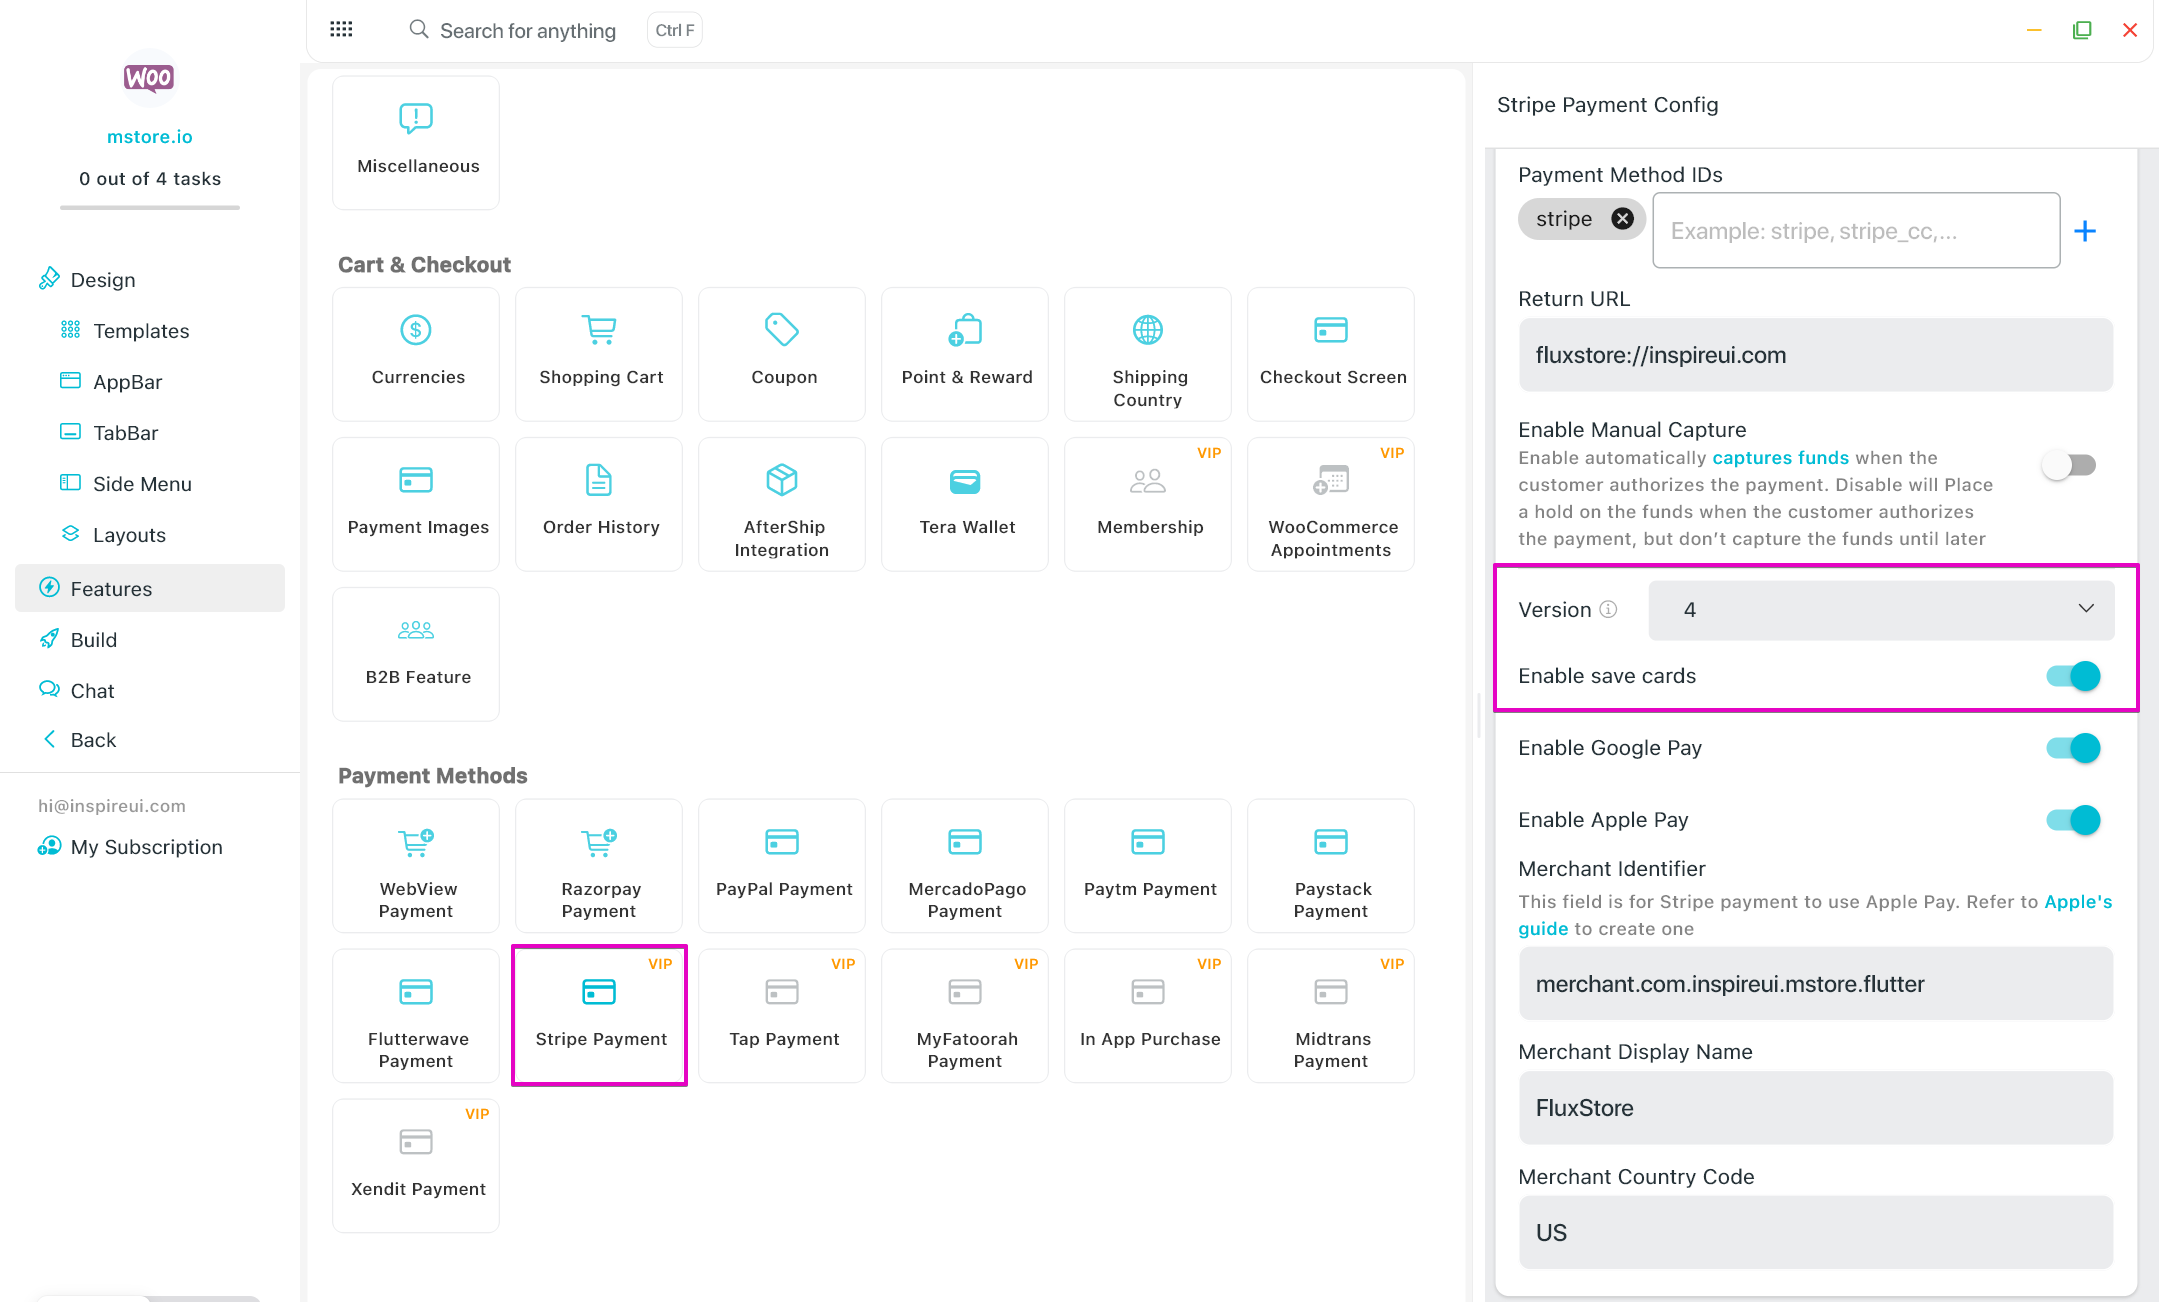 Search for anything
Ctrl F
WOO
mstore.io
0 out of 4 tasks
Design
Templates
AppBar
TabBar
Side Menu
Layouts
Features
Build
Chat
Back
hi@inspireui.com
My Subscription
Miscellaneous
Cart & Checkout
Currencies
Shopping Cart
Coupon
Point & Reward
Shipping
Country
Checkout Screen
Payment Images
Order History
AfterShip
Integration
Tera Wallet
VIP
Membership
VIP
WooCommerce
Appointments
B2B Feature
Payment Methods
WebView
Payment
Razorpay
Payment
PayPal Payment
MercadoPago
Payment
Paytm Payment
Paystack
Payment
Flutterwave
Payment
VIP
Stripe Payment
VIP
Tap Payment
VIP
MyFatoorah
Payment
VIP
In App Purchase
VIP
Midtrans
Payment
VIP
Xendit Payment
Stripe Payment Config
Payment Method IDs
stripe
Example: stripe, stripe_cc,...
Return URL
fluxstore://inspireui.com
Enable Manual Capture
Enable automatically captures funds when the
customer authorizes the payment. Disable will Place
a hold on the funds when the customer authorizes
the payment, but don’t capture the funds until later
Version
4
Enable save cards
Enable Google Pay
Enable Apple Pay
Merchant Identifier
This field is for Stripe payment to use Apple Pay. Refer to Apple's
guide to create one
merchant.com.inspireui.mstore.flutter
Merchant Display Name
FluxStore
Merchant Country Code
US